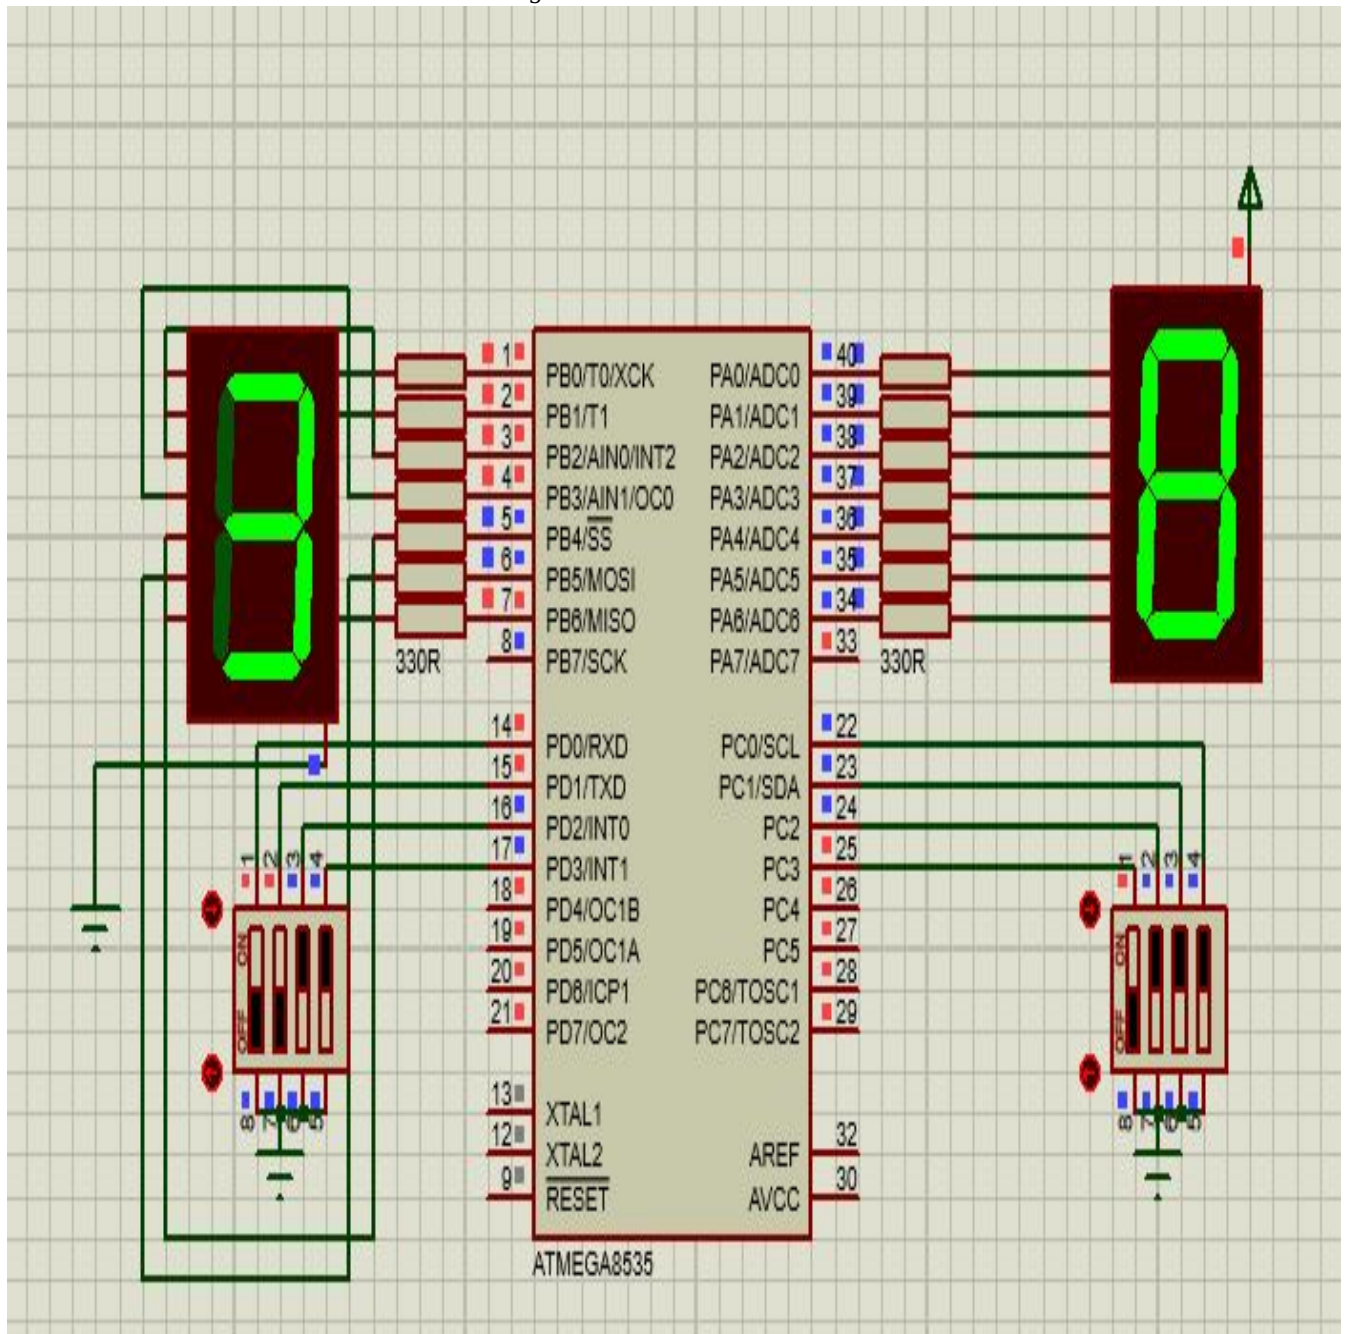 1 PB0/T0/XCK PA0/ADC0 40
2 PB1/T1 PA1/ADC1 39
3 PB2/AIN0/INT2 PA2/ADC2 38
4 PB3/AIN1/OC0 PA3/ADC3 37
5 PB4/SS PA4/ADC4 36
6 PB5/MOSI PA5/ADC5 35
7 PB6/MISO PA6/ADC6 34
8 PB7/SCK PA7/ADC7 33
330R
330R
14 PD0/RXD PC0/SCL 22
15 PD1/TXD PC1/SDA 23
16 PD2/INT0 PC2 24
17 PD3/INT1 PC3 25
18 PD4/OC1B PC4 26
19 PD5/OC1A PC5 27
20 PD6/ICP1 PC6/TOSC1 28
21 PD7/OC2 PC7/TOSC2 29
13 XTAL1
12 XTAL2 AREF 32
9 RESET AVCC 30
ATMEGA8535
3
8
1 2 3 4
ON
OFF
8 7 6 5
1 2 3 4
ON
OFF
8 7 6 5